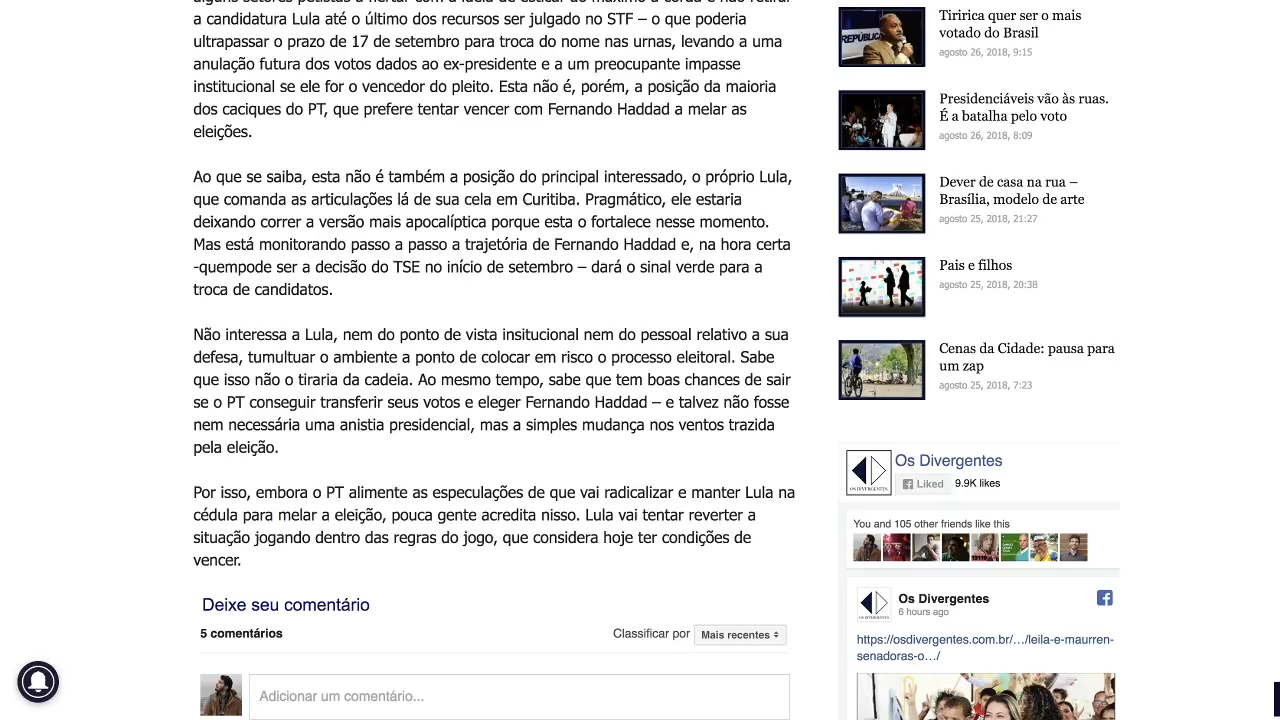 a candidatura Lula até o último dos recursos ser julgado no STF – o que poderia
ultrapassar o prazo de 17 de setembro para troca do nome nas urnas, levando a uma
anulação nos milhões de votos dados ao ex-presidente e a um preocupante impasse
institucional se ele for o vencedor do pleito. Esta não é, porém, a posição da maioria
dos caciques do PT, que prefere tentar vencer com Fernando Haddad a melar as
eleições.
Ao que se saiba, esta não é também a posição do principal interessado, o próprio Lula,
que comanda as articulações lá de sua cela em Curitiba. Pragmático, ele estaria
deixando correr a versão mais apocalíptica porque esta o fortalece nesse momento.
Mas está monitorando passo a passo a trajetória de Fernando Haddad e, na hora certa
-quempode ser a decisão do TSE no início de setembro – dará o sinal verde para a
troca de candidatos.
Não interessa a Lula, nem do ponto de vista insitucional nem do pessoal relativo a sua
defesa, tumultuar o ambiente a ponto de colocar em risco o processo eleitoral. Sabe
que isso não o tiraria da cadeia. Ao mesmo tempo, sabe que tem boas chances de sair
se o PT conseguir transferir seus votos e eleger Fernando Haddad – e talvez não fosse
nem necessária uma anistia presidencial, mas a simples mudança nos ventos trazida
pela eleição.
Por isso, embora o PT alimente as especulações de que vai radicalizar e manter Lula na
cédula para melar a eleição, pouca gente acredita nisso. Lula vai tentar reverter a
situação jogando dentro das regras do jogo, que considera hoje ter condições de
vencer.
Deixe seu comentário
5 comentários
Classificar por Mais recentes
Adicionar um comentário...
REPÚBLICA
Tiririca quer ser o mais
votado do Brasil
agosto 26, 2018, 9:15
Presidenciáveis vão às ruas.
É a batalha pelo voto
agosto 26, 2018, 8:09
Dever de casa na rua –
Brasília, modelo de arte
agosto 25, 2018, 21:27
Pais e filhos
agosto 25, 2018, 20:38
Cenas da Cidade: pausa para
um zap
agosto 25, 2018, 7:23
OS DIVERGENTES
Os Divergentes
Liked 9.9K likes
You and 105 other friends like this
OS DIVERGENTES
Os Divergentes
6 hours ago
https://osdivergentes.com.br/…/leila-e-maurren-
senadoras-o…/